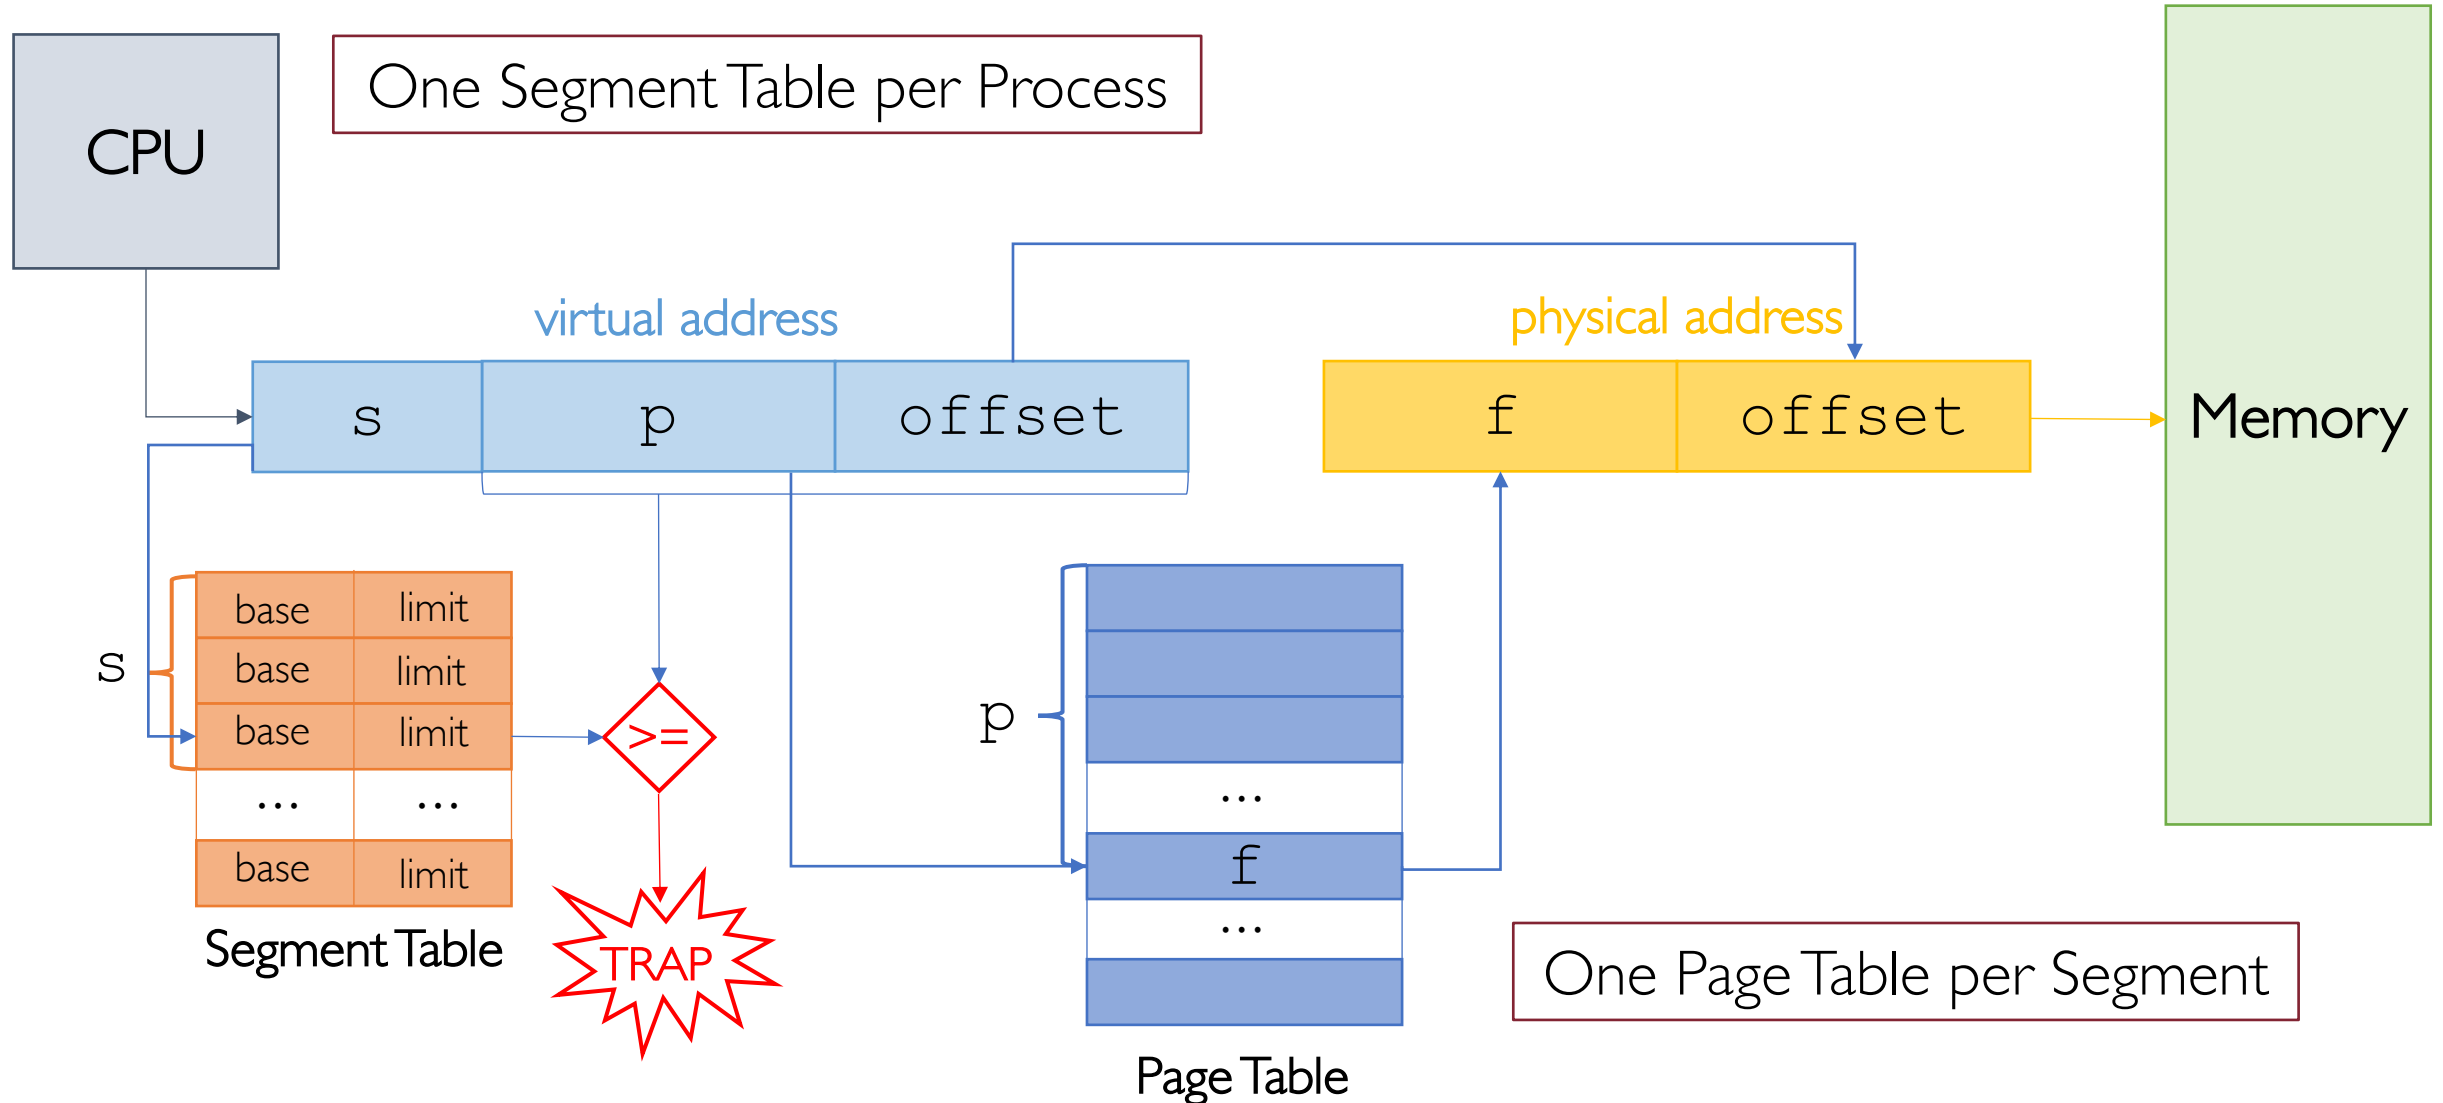 CPU
One Segment Table per Process
virtual address
physical address
s p offset
f offset
Memory
s
base limit
base limit
base limit
... ...
base limit
Segment Table
>=
TRAP
p
...
f
...
Page Table
One Page Table per Segment